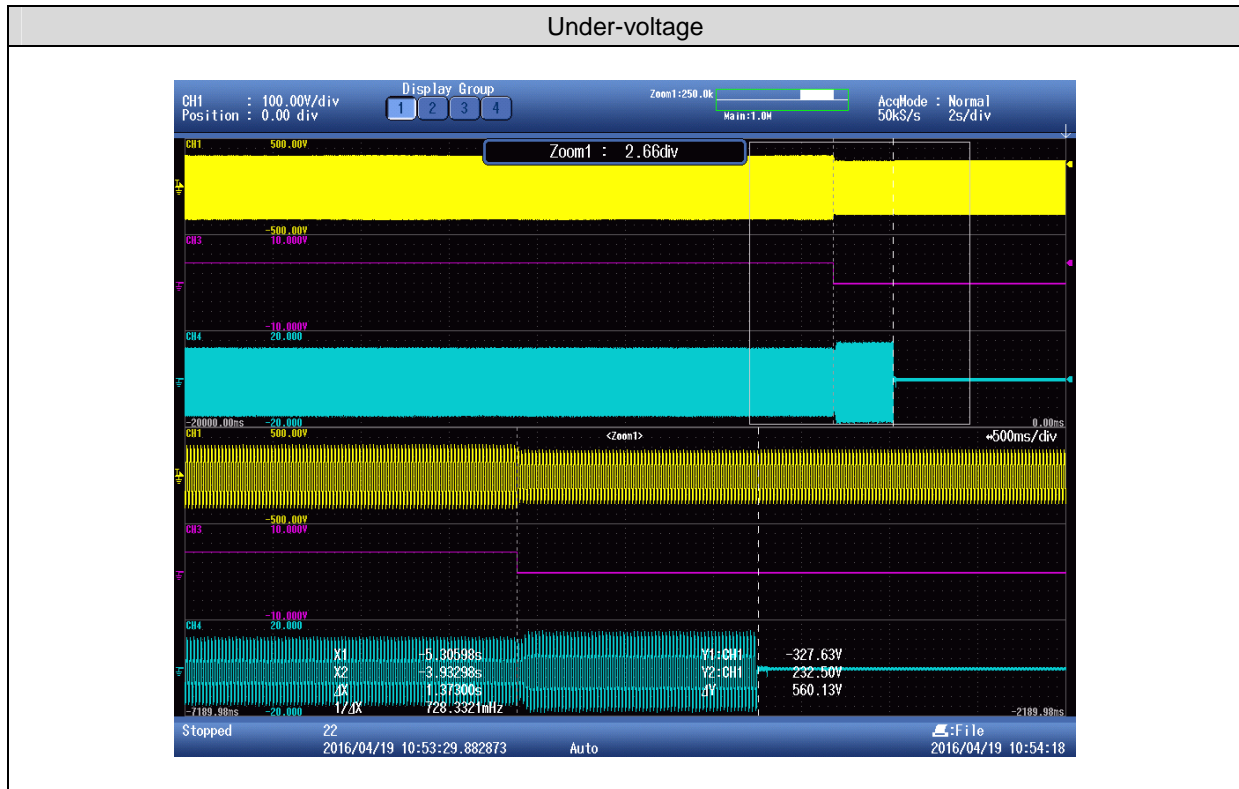 Under-voltage
CH1 : 100.00V/div
Position : 0.00 div
Display Group
1 2 3 4
Zoom1:250.0k
Main:1.0M
AcqMode : Normal
50kS/s 2s/div
CH1 500.00V
Zoom1 : 2.66div
-500.00V
CH3 10.000V
-10.000V
CH4 20.000
-20000.00ms -20.000 0.00ms
CH1 500.00V <Zoom1> ↔500ms/div
-500.00V
CH3 10.000V
-10.000V
CH4 20.000
X1 -5.30598s Y1:CH1 -327.63V
X2 -3.93298s Y2:CH1 232.50V
ΔX 1.37300s ΔY 560.13V
1/ΔX 728.3321mHz
-7189.98ms -20.000 -2189.98ms
Stopped 22 :File
2016/04/19 10:53:29.882873 Auto 2016/04/19 10:54:18